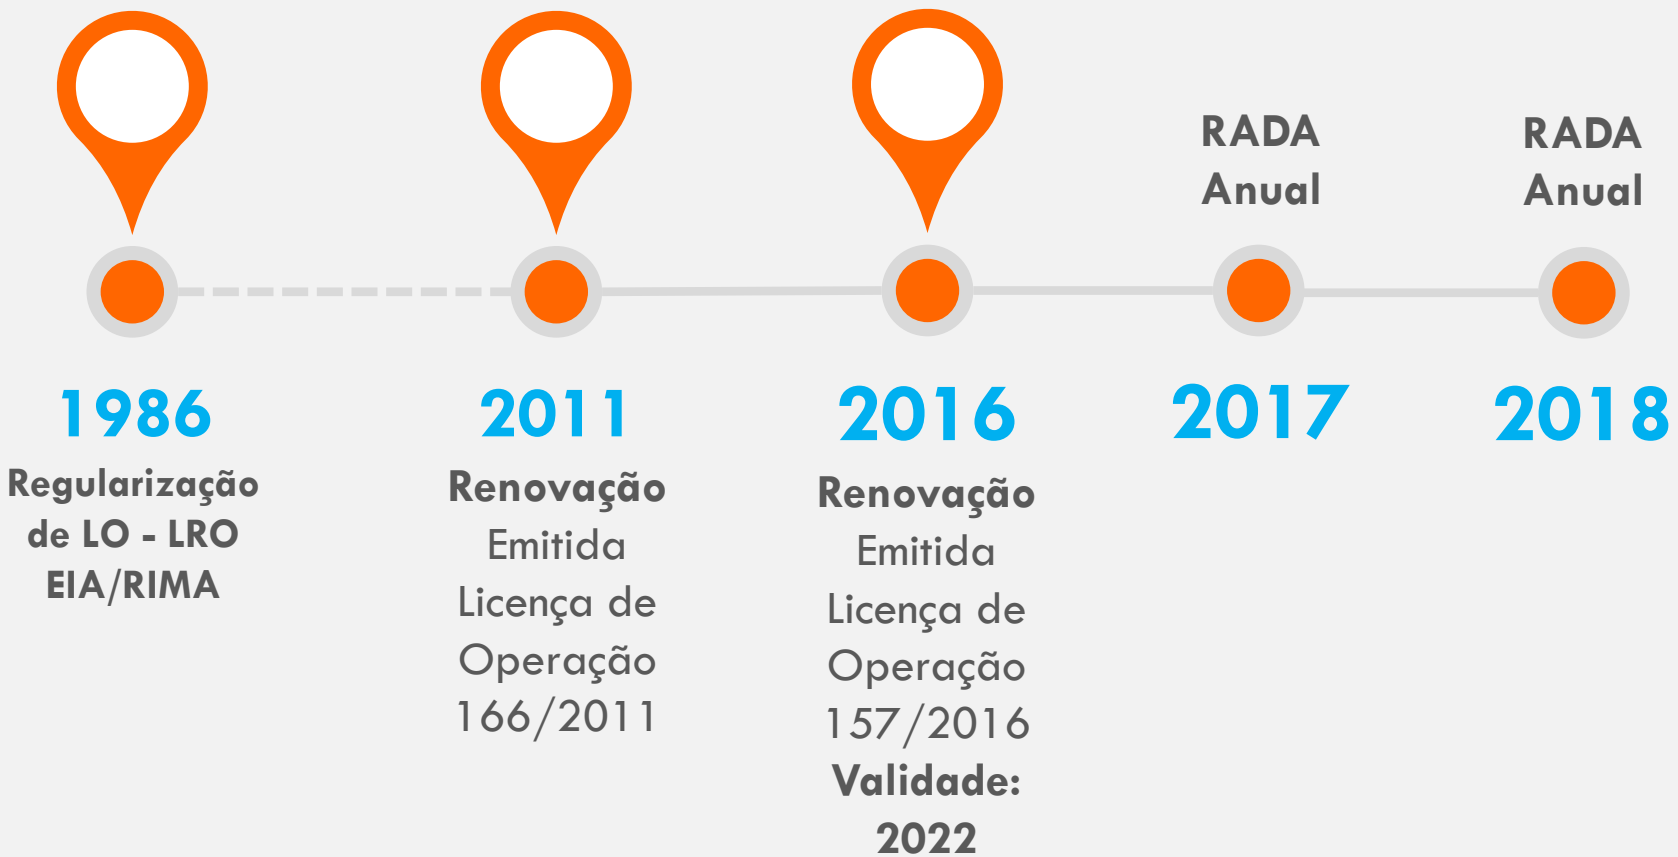 1986
Regularização
de LO - LRO
EIA/RIMA
2011
Renovação
Emitida
Licença de
Operação
166/2011
2016
Renovação
Emitida
Licença de
Operação
157/2016
Validade:
2022
RADA
Anual
2017
RADA
Anual
2018